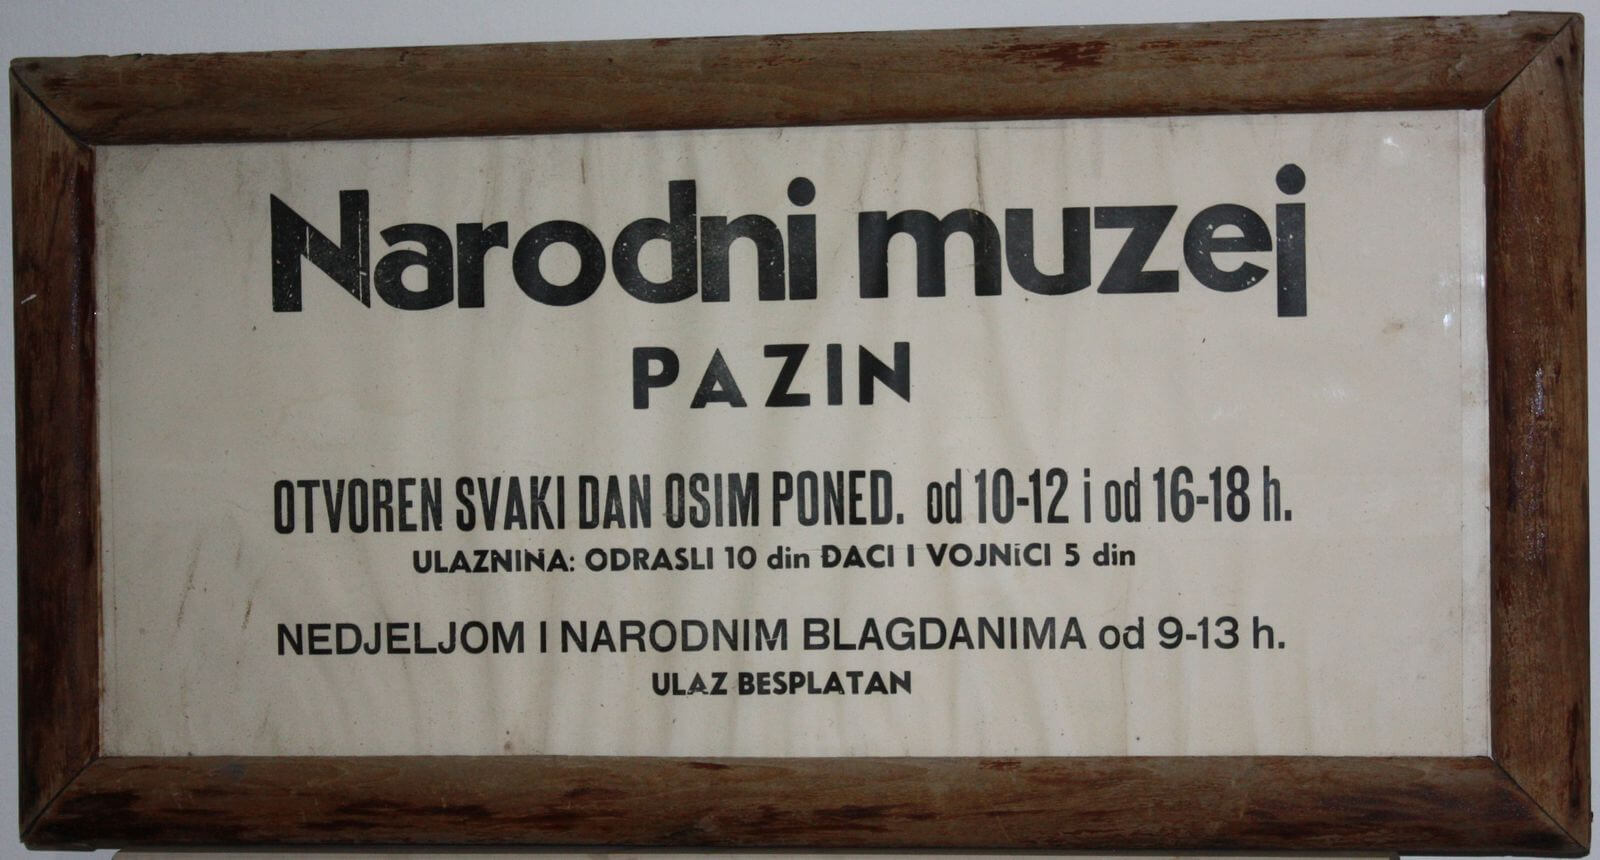 Narodni muzej
PAZIN
OTVOREN SVAKI DAN OSIM PONED. od 10-12 i od 16-18 h.
ULAZNINA: ODRASLI 10 din ĐACI I VOJNICI 5 din
NEDJELJOM I NARODNIM BLAGDANIMA od 9-13 h.
ULAZ BESPLATAN